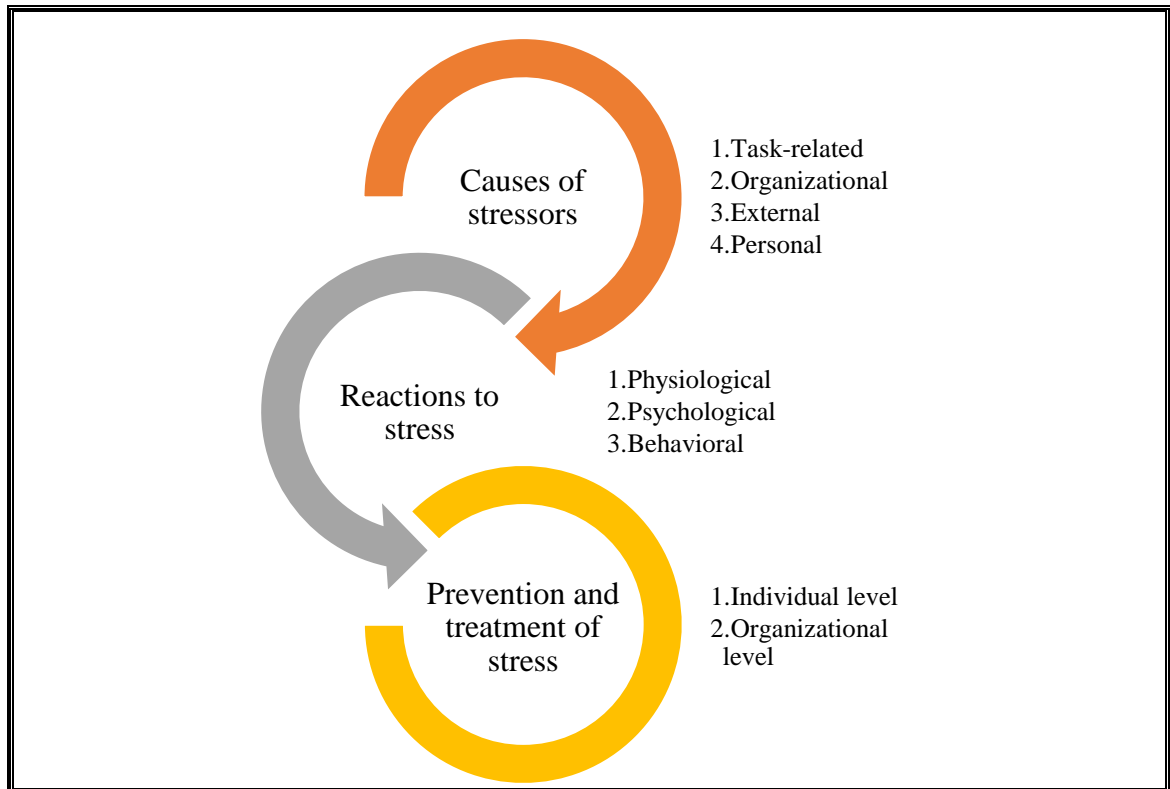 Causes of
stressors
1.Task-related
2.Organizational
3.External
4.Personal
Reactions to
stress
1.Physiological
2.Psychological
3.Behavioral
Prevention and
treatment of
stress
1.Individual level
2.Organizational
level